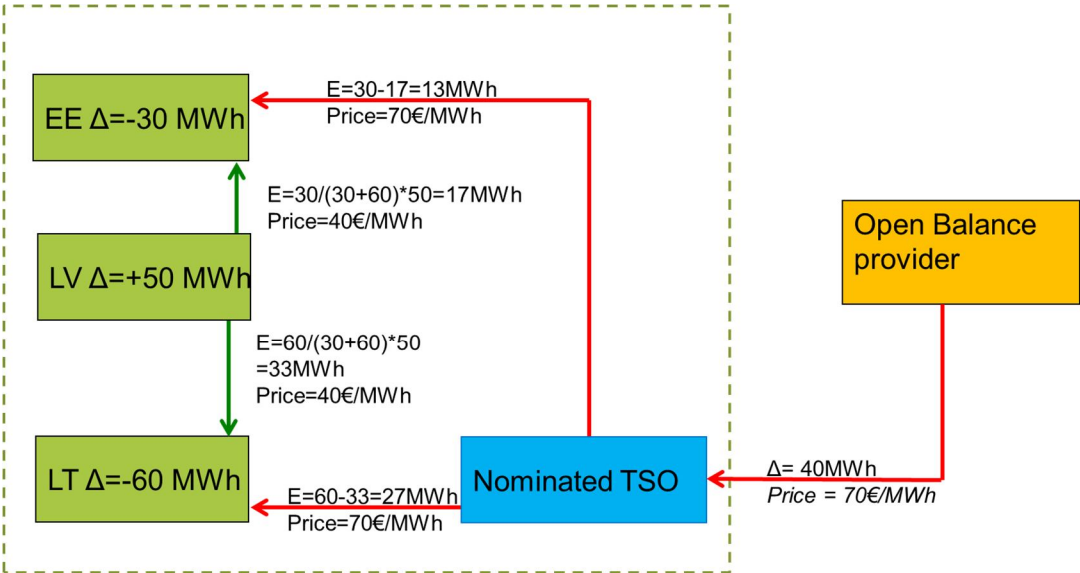 E=30-17=13MWh
Price=70€/MWh
EE Δ=-30 MWh
E=30/(30+60)*50=17MWh
Price=40€/MWh
Open Balance
provider
LV Δ=+50 MWh
E=60/(30+60)*50
=33MWh
Price=40€/MWh
LT Δ=-60 MWh
E=60-33=27MWh
Price=70€/MWh
Nominated TSO
Δ= 40MWh
Price = 70€/MWh